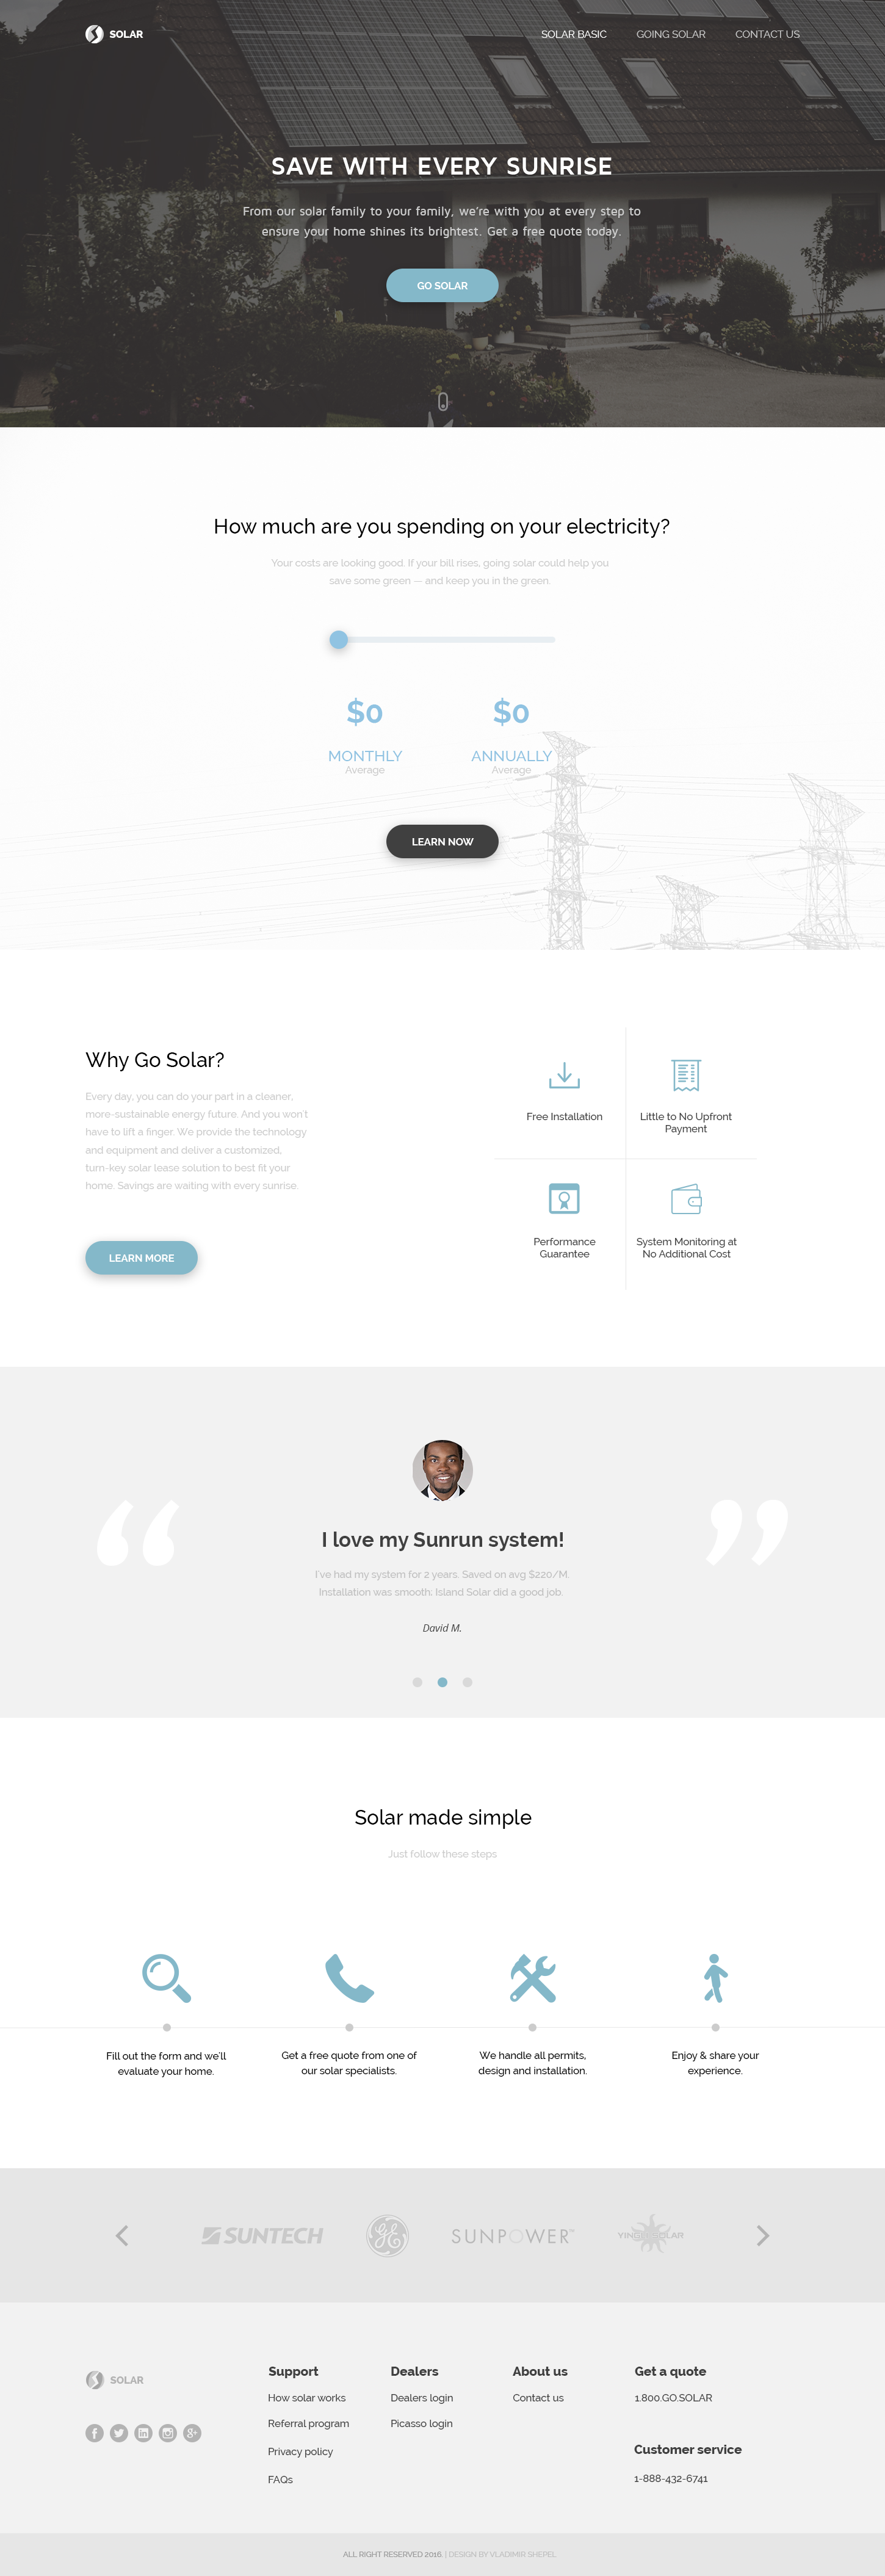 SOLAR
SOLAR BASIC
GOING SOLAR
CONTACT US
SAVE WITH EVERY SUNRISE
From our solar family to your family, we're with you at every step to
ensure your home shines its brightest. Get a free quote today.
GO SOLAR
How much are you spending on your electricity?
Your costs are looking good. If your bill rises, going solar could help you
save some green — and keep you in the green.
$0
$0
MONTHLY
ANNUALLY
Average
Average
LEARN NOW
Why Go Solar?
Every day, you can do your part in a cleaner,
more-sustainable energy future. And you won't
have to lift a finger. We provide the technology
and equipment and deliver a customized,
turn-key solar lease solution to best fit your
home. Savings are waiting with every sunrise.
LEARN MORE
Free Installation
Little to No Upfront
Payment
Performance
Guarantee
System Monitoring at
No Additional Cost
“
”
I love my Sunrun system!
I've had my system for 2 years. Saved on avg $220/M.
Installation was smooth; Island Solar did a good job.
David M.
Solar made simple
Just follow these steps
Fill out the form and we'll
evaluate your home.
Get a free quote from one of
our solar specialists.
We handle all permits,
design and installation.
Enjoy & share your
experience.
SUNTECH
GE
SUNPOWER
YINGLI SOLAR
SOLAR
Support
How solar works
Referral program
Privacy policy
FAQs
Dealers
Dealers login
Picasso login
About us
Contact us
Get a quote
1.800.GO.SOLAR
Customer service
1-888-432-6741
ALL RIGHT RESERVED 2016. | DESIGN BY VLADIMIR SHEPEL